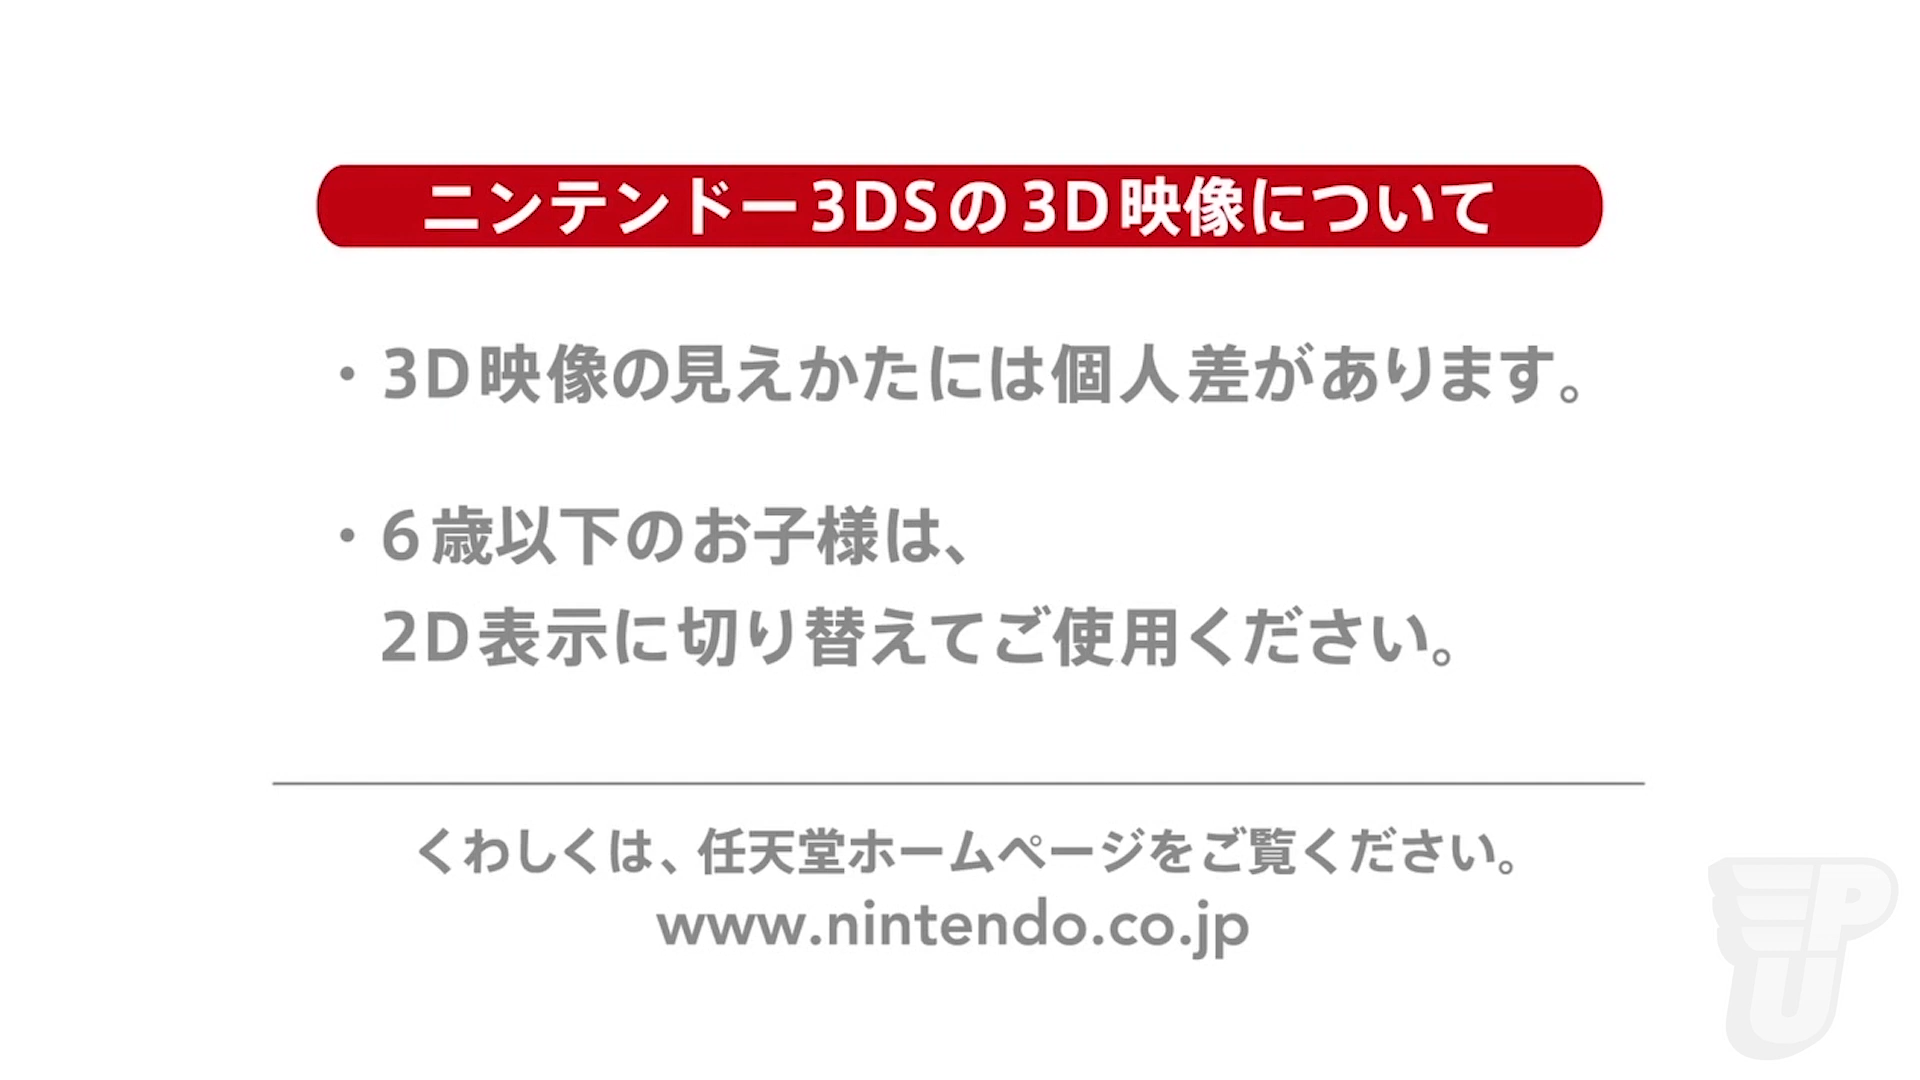 ニンテンドー3DSの3D映像について
・3D映像の見えかたには個人差があります。
・6歳以下のお子様は、
2D表示に切り替えてご使用ください。
くわしくは、任天堂ホームページをご覧ください。
www.nintendo.co.jp
UP